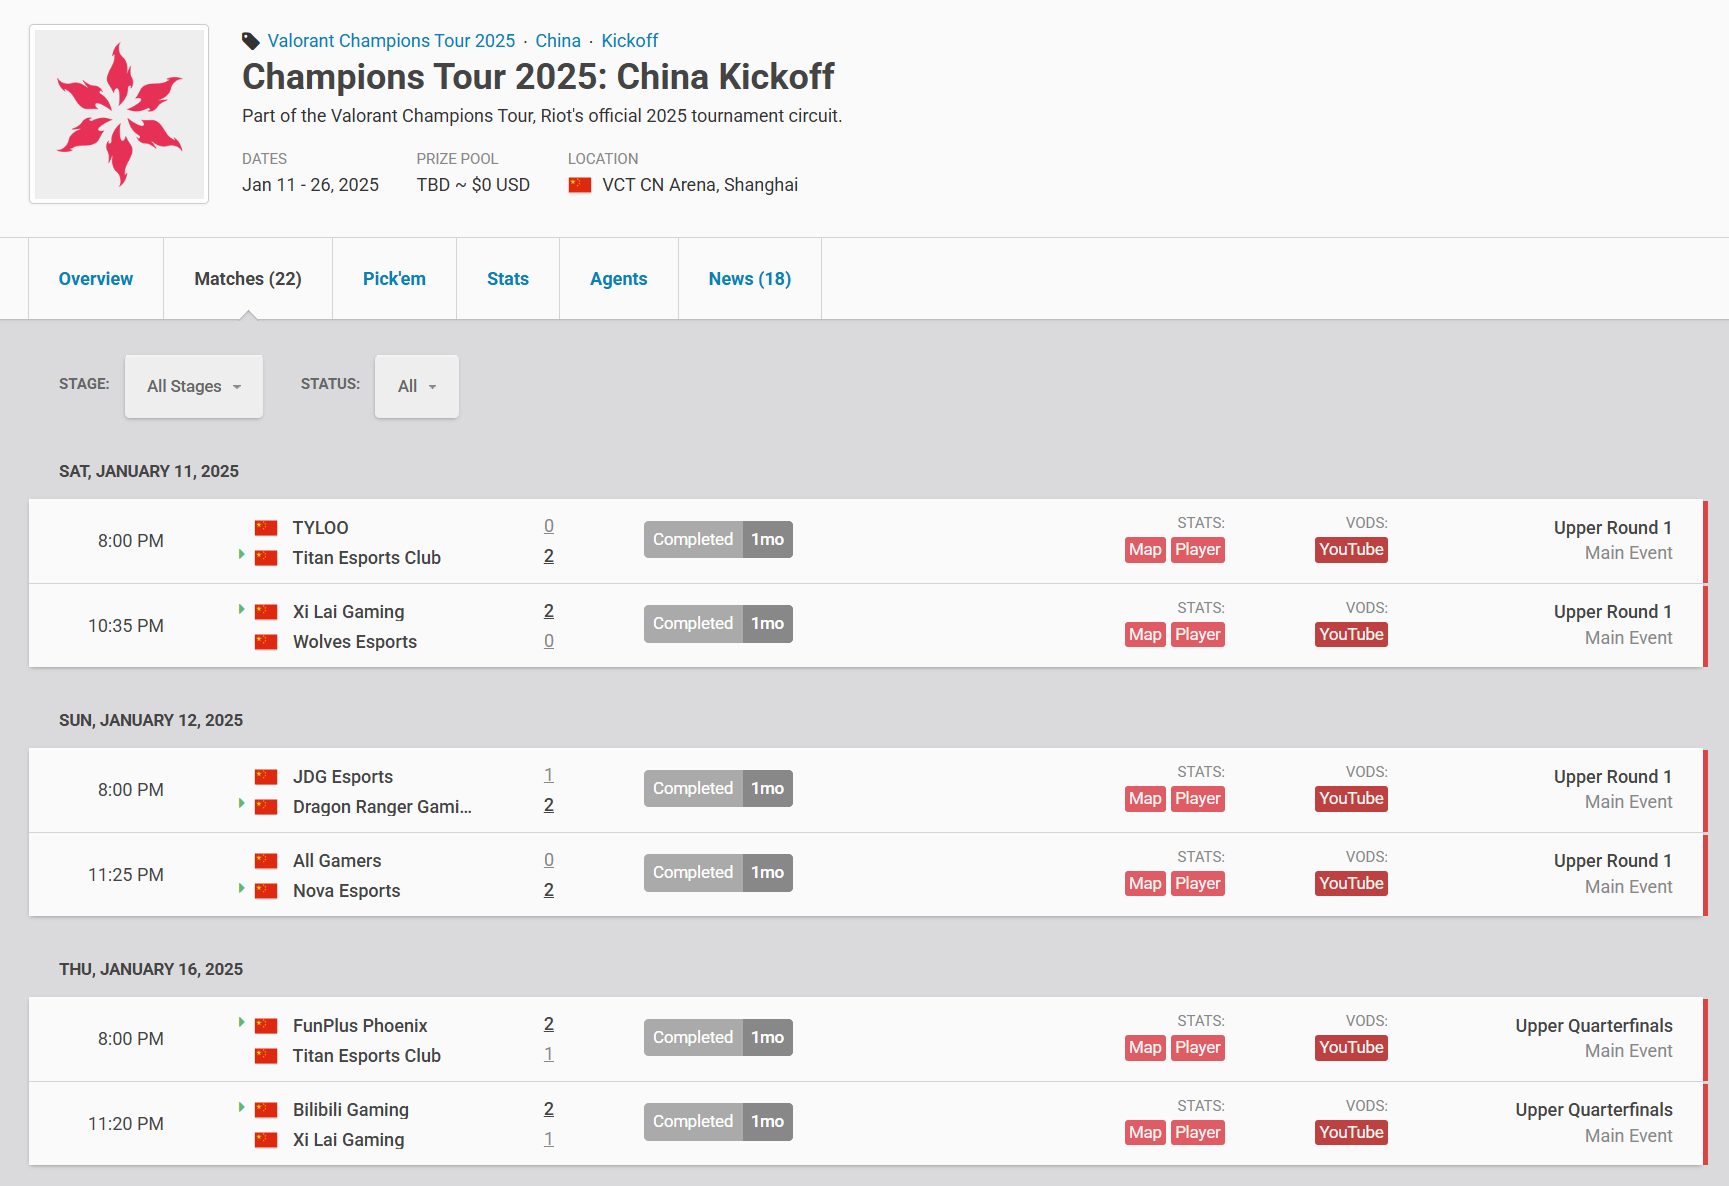 Valorant Champions Tour 2025 · China · Kickoff
Champions Tour 2025: China Kickoff
Part of the Valorant Champions Tour, Riot's official 2025 tournament circuit.
DATES PRIZE POOL LOCATION
Jan 11 - 26, 2025 TBD ~ $0 USD VCT CN Arena, Shanghai
Overview Matches (22) Pick'em Stats Agents News (18)
STAGE: All Stages STATUS: All
SAT, JANUARY 11, 2025
8:00 PM
TYLOO 0
Titan Esports Club 2
Completed 1mo
STATS:
Map Player
VODS:
YouTube
Upper Round 1
Main Event
10:35 PM
Xi Lai Gaming 2
Wolves Esports 0
Completed 1mo
STATS:
Map Player
VODS:
YouTube
Upper Round 1
Main Event
SUN, JANUARY 12, 2025
8:00 PM
JDG Esports 1
Dragon Ranger Gami... 2
Completed 1mo
STATS:
Map Player
VODS:
YouTube
Upper Round 1
Main Event
11:25 PM
All Gamers 0
Nova Esports 2
Completed 1mo
STATS:
Map Player
VODS:
YouTube
Upper Round 1
Main Event
THU, JANUARY 16, 2025
8:00 PM
FunPlus Phoenix 2
Titan Esports Club 1
Completed 1mo
STATS:
Map Player
VODS:
YouTube
Upper Quarterfinals
Main Event
11:20 PM
Bilibili Gaming 2
Xi Lai Gaming 1
Completed 1mo
STATS:
Map Player
VODS:
YouTube
Upper Quarterfinals
Main Event